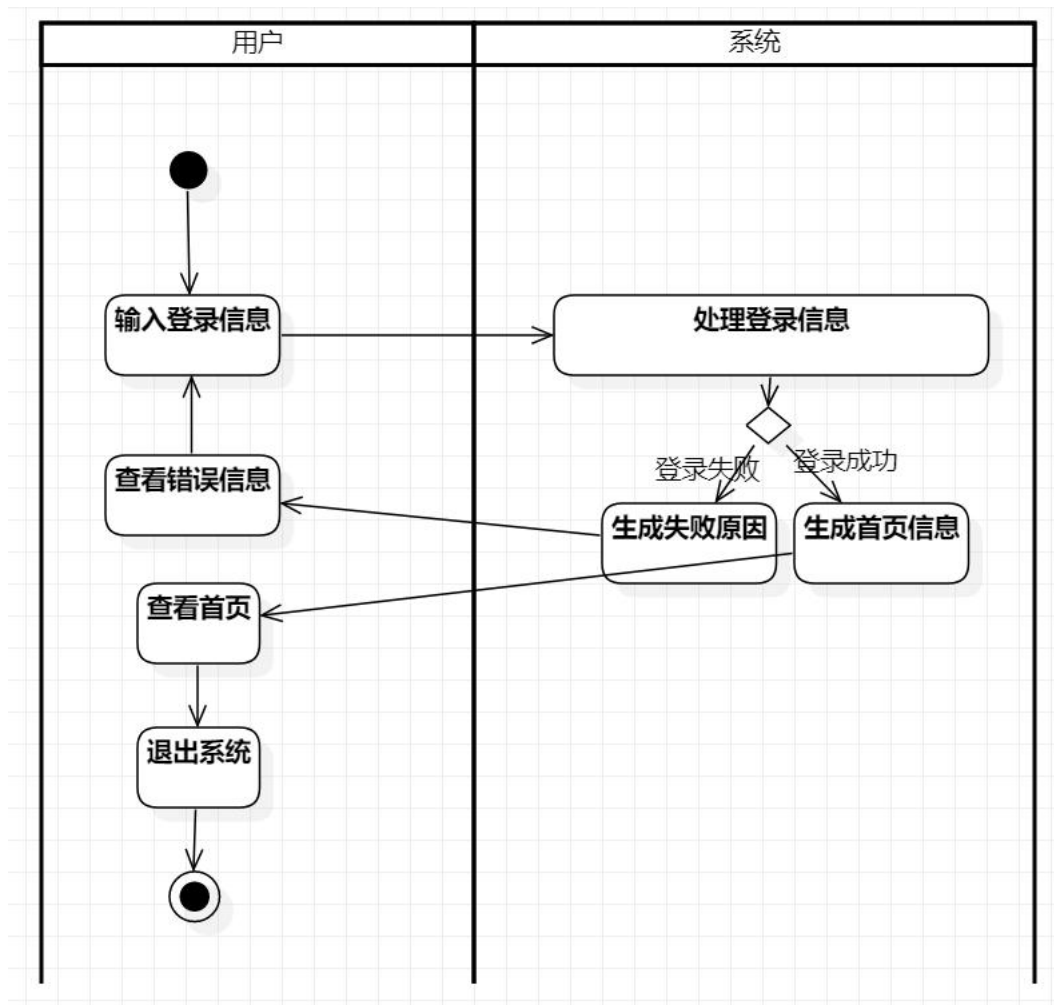 用户
系统
输入登录信息
处理登录信息
登录失败
登录成功
查看错误信息
生成失败原因
生成首页信息
查看首页
退出系统